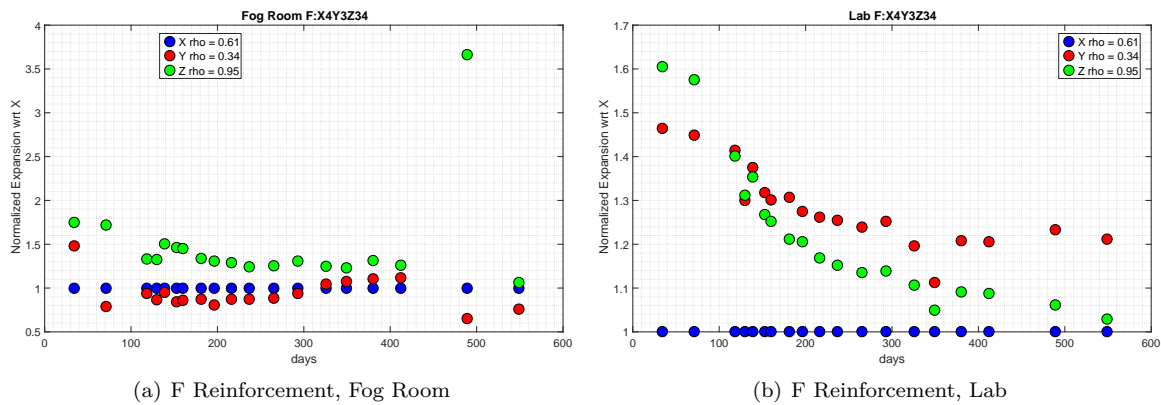 Fog Room F:X4Y3Z34
Normalized Expansion wrt X
4
3.5
3
2.5
2
1.5
1
0.5
X rho = 0.61
Y rho = 0.34
Z rho = 0.95
0 100 200 300 400 500 600
days
(a) F Reinforcement, Fog Room
Lab F:X4Y3Z34
Normalized Expansion wrt X
1.7
1.6
1.5
1.4
1.3
1.2
1.1
1
X rho = 0.61
Y rho = 0.34
Z rho = 0.95
0 100 200 300 400 500 600
days
(b) F Reinforcement, Lab